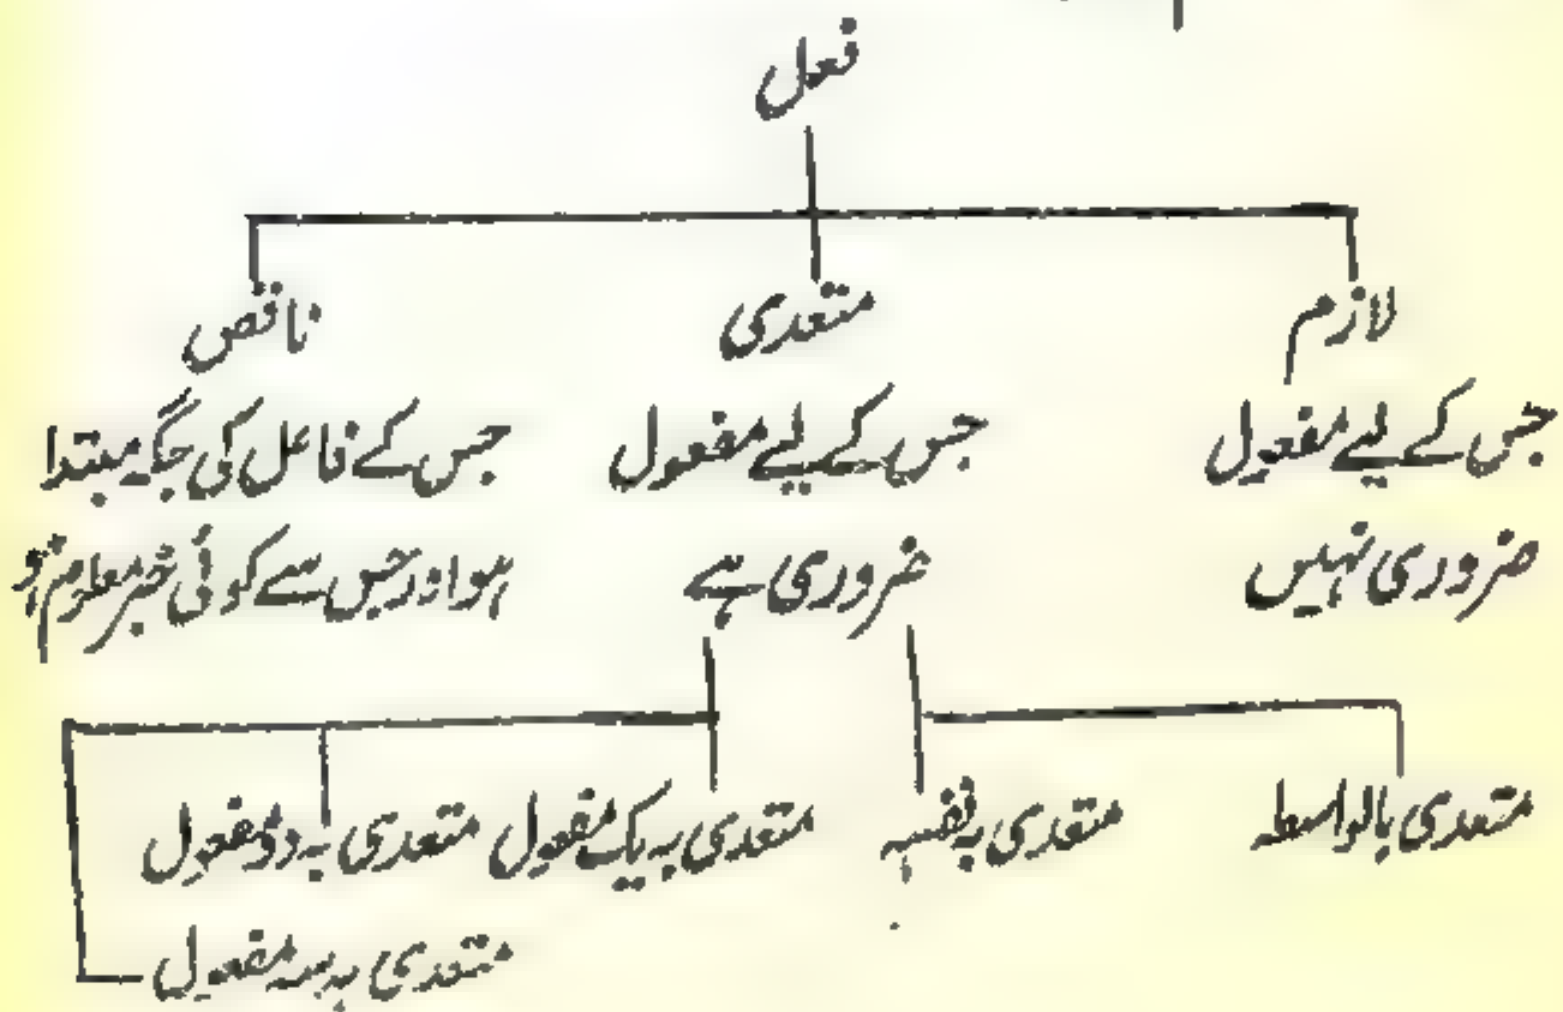 فعل
لازم
متعدی
ناقص
جس کے لیے مفعول
ضروری نہیں
جس کے لیے مفعول
ضروری ہے
جس کے فاعل کی جگہ مبتدا
ہو اور جس سے کوئی خبر معلوم ہو
متعدی بالواسطہ
متعدی بہ نفسہ
متعدی بہ یک مفعول
متعدی بہ دو مفعول
متعدی بہ سہ مفعول